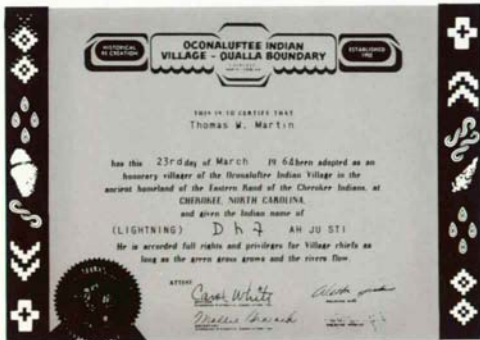 HISTORICAL RE-CREATION
OCONALUFTEE INDIAN
VILLAGE - QUALLA BOUNDARY
ESTABLISHED
THIS IS TO CERTIFY THAT
Thomas W. Martin
has this 23rd day of March 196 been adopted as an
honorary villager of the Oconaluftee Indian Village in the
ancient homeland of the Eastern Band of the Cherokee Indians, at
CHEROKEE, NORTH CAROLINA,
and given the Indian name of
(LIGHTNING) AH JU STI
He is accorded full rights and privileges for Village chiefs as
long as the green grass grows and the rivers flow.
ATTEST
Carol White
Mollie